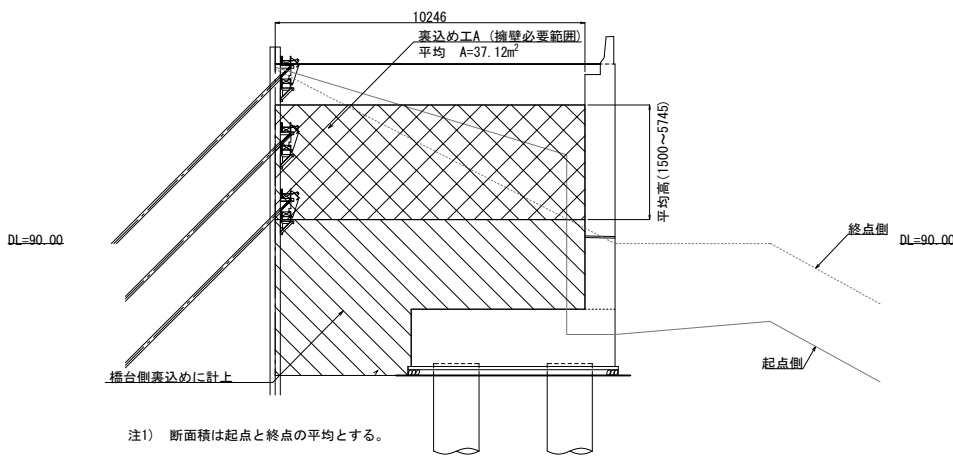 10246
裏込め工A (擁壁必要範囲)
平均 A=37.12m²
平均高(1500～5745)
DL=90.00
終点側
DL=90.00
起点側
橋台側裏込めに計上
注1) 断面積は起点と終点の平均とする。